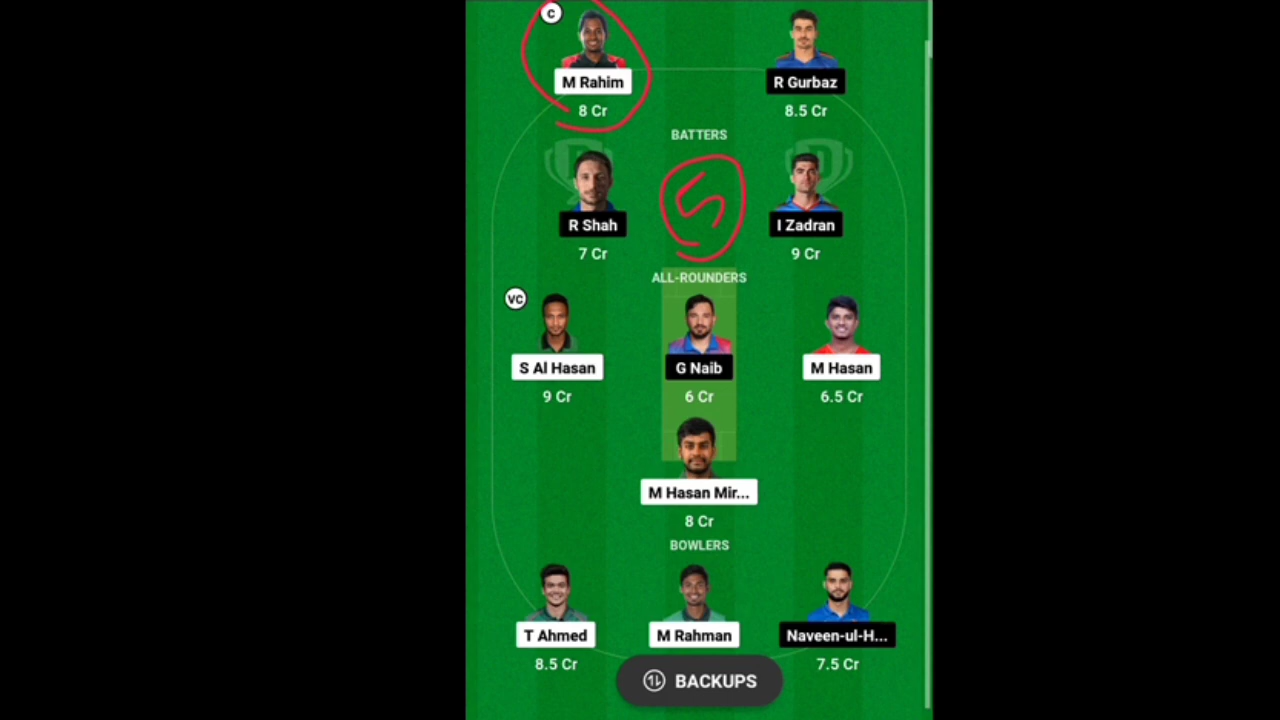 C
M Rahim
R Gurbaz
8 Cr
8.5 Cr
BATTERS
5
R Shah
I Zadran
7 Cr
9 Cr
ALL-ROUNDERS
VC
S Al Hasan
G Naib
M Hasan
9 Cr
6 Cr
6.5 Cr
M Hasan Mir...
8 Cr
BOWLERS
T Ahmed
M Rahman
Naveen-ul-H...
8.5 Cr
7.5 Cr
BACKUPS